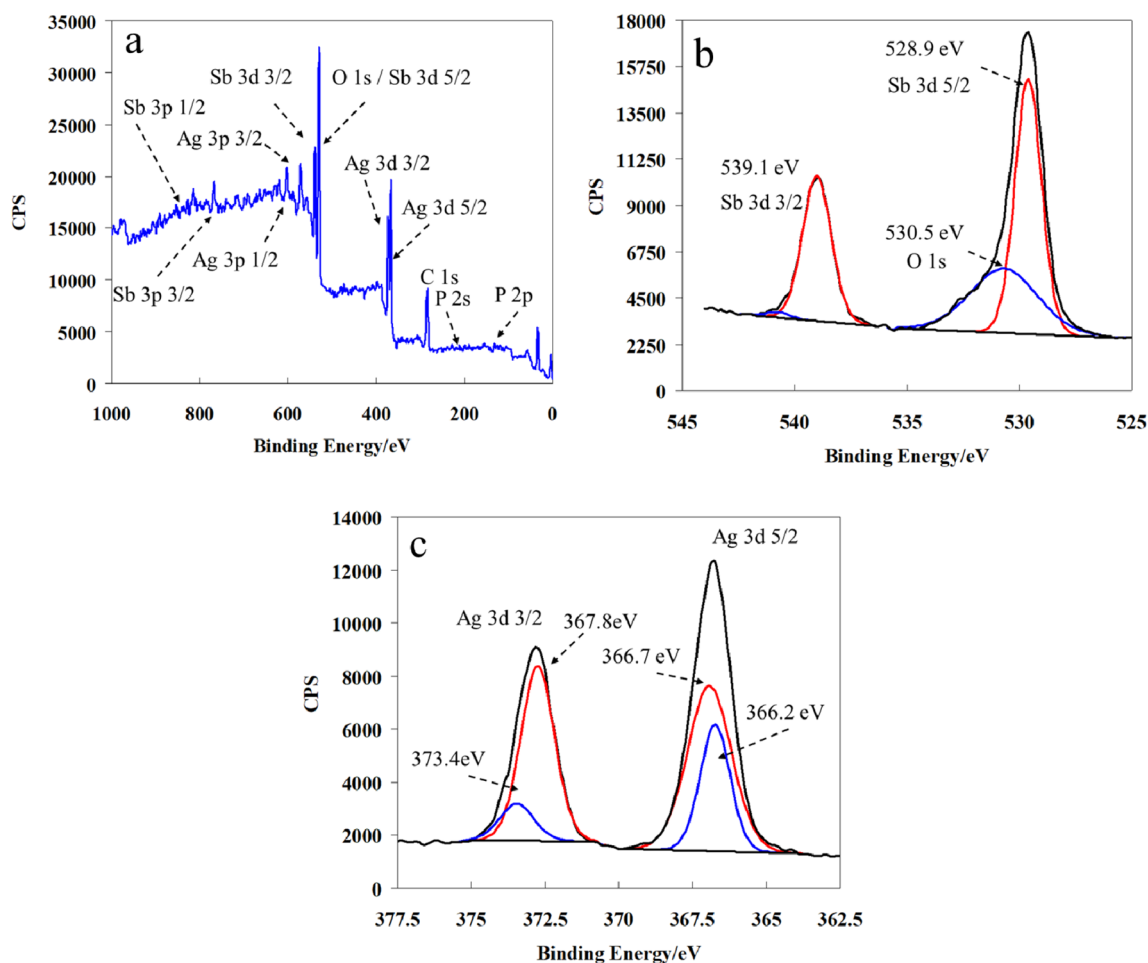 a
35000
30000
25000
20000
15000
10000
5000
0
CPS
Sb 3p 1/2
Sb 3d 3/2
O 1s / Sb 3d 5/2
Ag 3p 3/2
Ag 3d 3/2
Ag 3d 5/2
C 1s
P 2s
P 2p
Ag 3p 1/2
Sb 3p 3/2
1000
800
600
400
200
0
Binding Energy/eV
b
18000
15750
13500
11250
9000
6750
4500
2250
0
CPS
528.9 eV
Sb 3d 5/2
539.1 eV
Sb 3d 3/2
530.5 eV
O 1s
545
540
535
530
525
Binding Energy/eV
c
14000
12000
10000
8000
6000
4000
2000
0
CPS
Ag 3d 5/2
Ag 3d 3/2
367.8eV
366.7 eV
366.2 eV
373.4eV
377.5
375
372.5
370
367.5
365
362.5
Binding Energy/eV